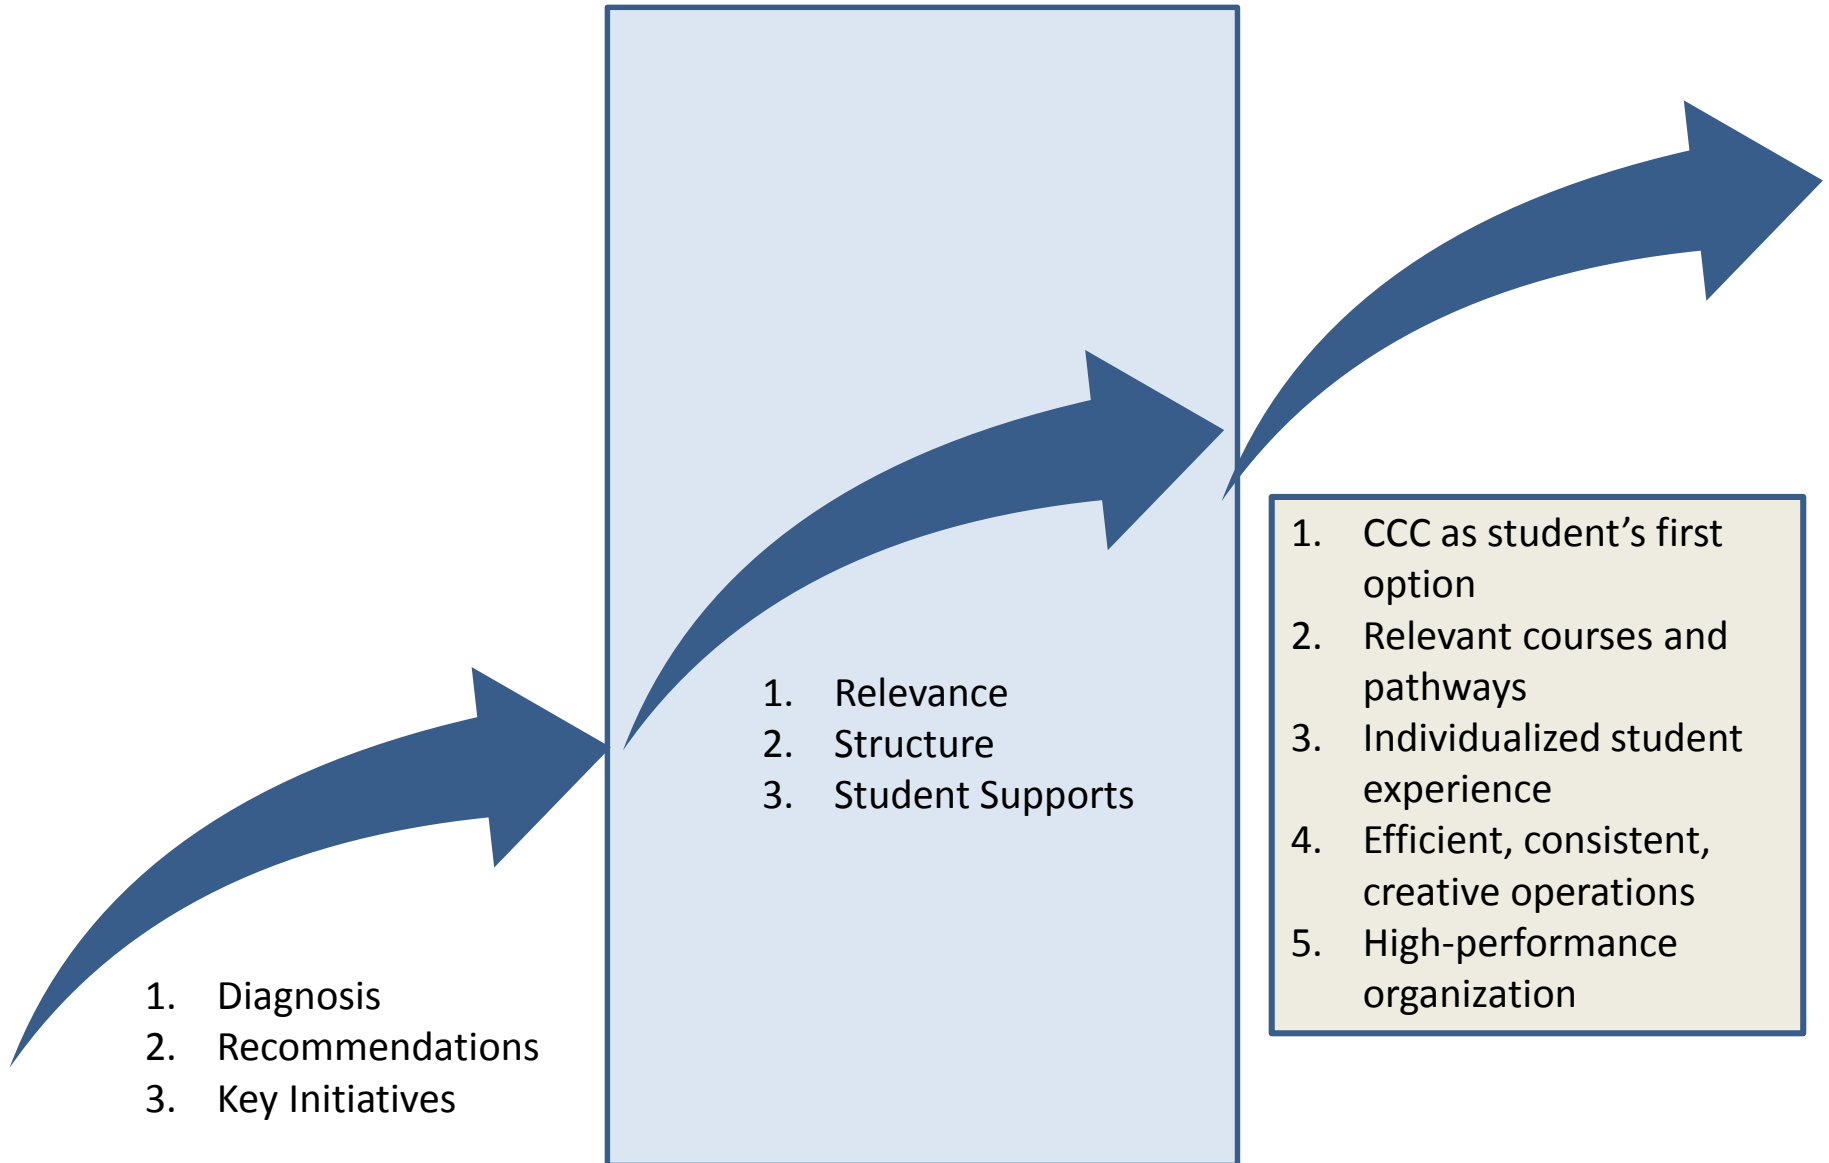 1. Diagnosis
2. Recommendations
3. Key Initiatives
1. Relevance
2. Structure
3. Student Supports
1. CCC as student’s first
option
2. Relevant courses and
pathways
3. Individualized student
experience
4. Efficient, consistent,
creative operations
5. High-performance
organization